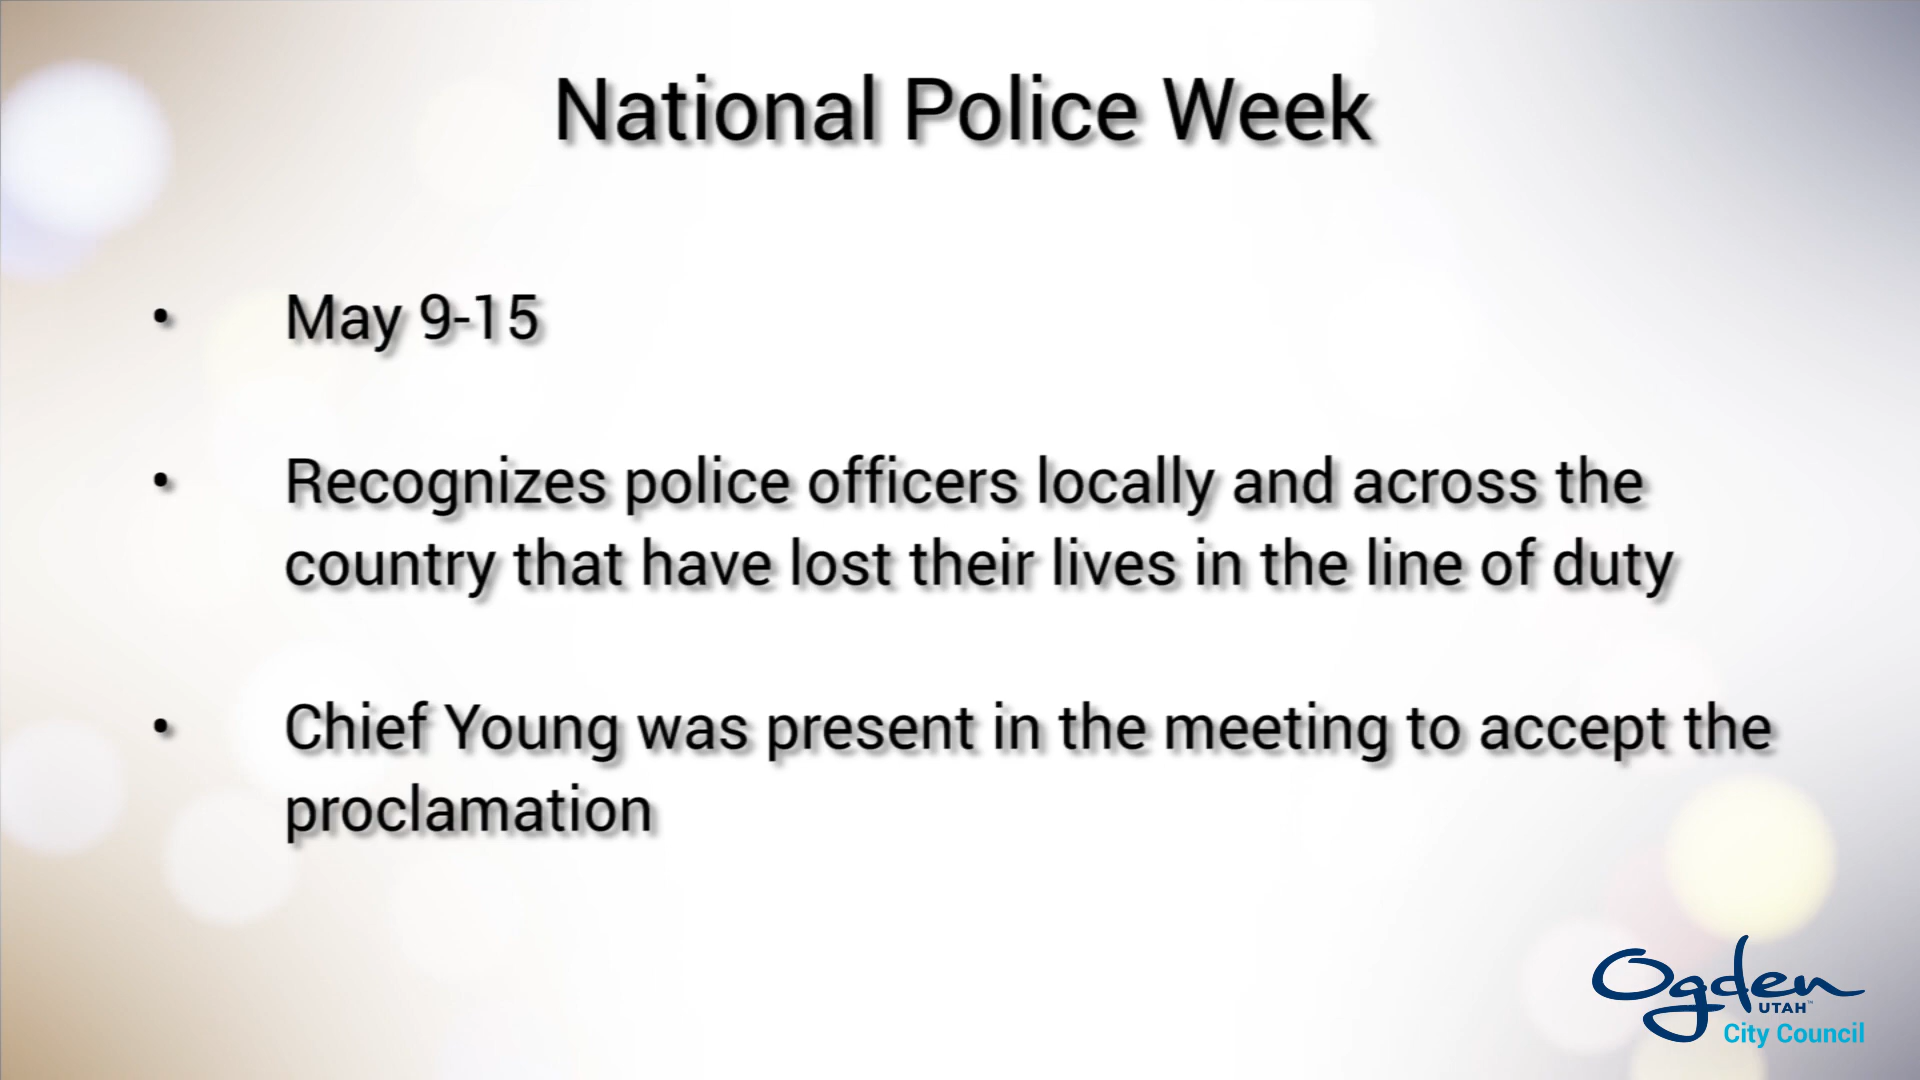 National Police Week
• May 9-15
• Recognizes police officers locally and across the
country that have lost their lives in the line of duty
• Chief Young was present in the meeting to accept the
proclamation
Ogden
UTAH™
City Council